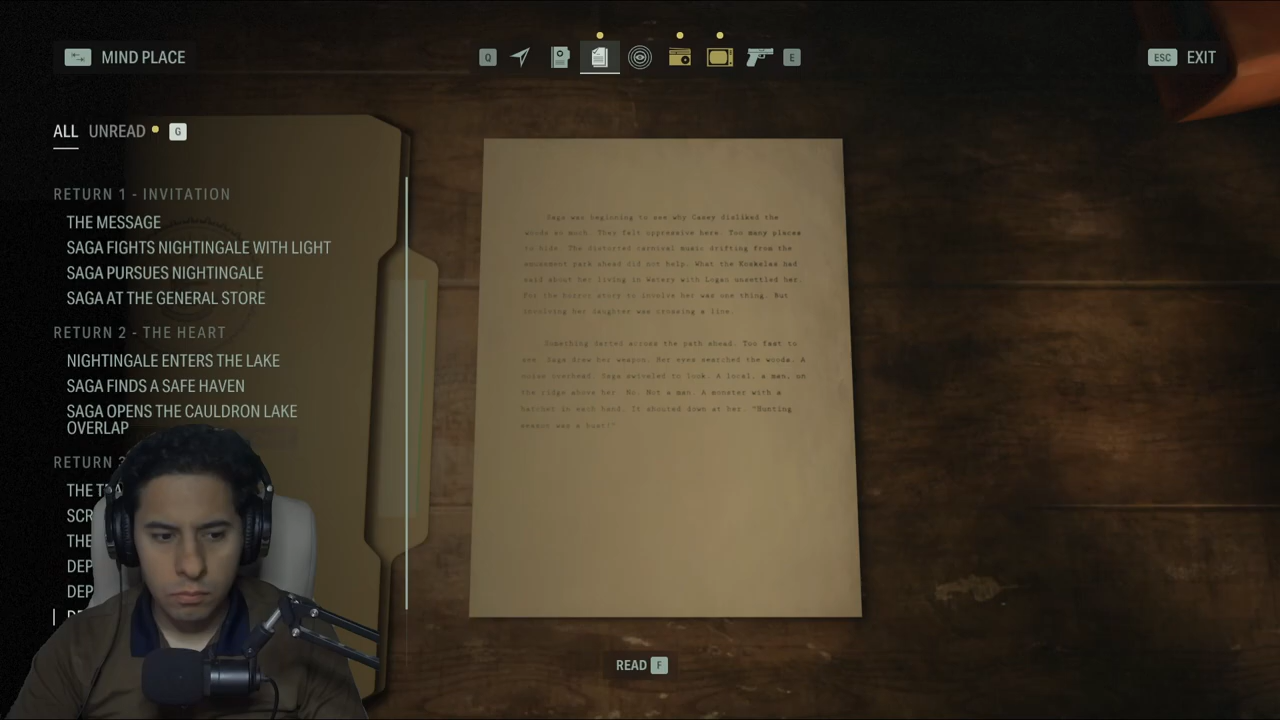 MIND PLACE
Q
E
ESC EXIT
ALL UNREAD G
RETURN 1 - INVITATION
THE MESSAGE
SAGA FIGHTS NIGHTINGALE WITH LIGHT
SAGA PURSUES NIGHTINGALE
SAGA AT THE GENERAL STORE
RETURN 2 - THE HEART
NIGHTINGALE ENTERS THE LAKE
SAGA FINDS A SAFE HAVEN
SAGA OPENS THE CAULDRON LAKE
OVERLAP
RETURN
THE
SCR
THE
DEP
DEP
Saga was beginning to see why Casey disliked the
woods so much. They felt oppressive here. Too many places
to hide. The distorted carnival music drifting from the
amusement park ahead did not help. What the Koskelas had
said about her living in Watery with Logan unsettled her.
For the horror story to involve her was one thing. But
involving her daughter was crossing a line.
Something darted across the path ahead. Too fast to
see. Saga drew her weapon. Her eyes searched the woods. A
noise overhead. Saga swiveled to look. A local, a man, on
the ridge above her. No. Not a man. A monster with a
hatchet in each hand. It shouted down at her. "Hunting
season was a bust!"
READ F